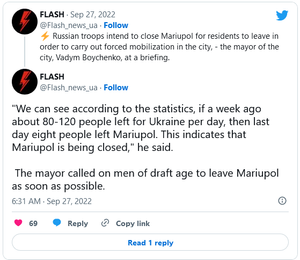 FLASH · Sep 27, 2022
@Flash_news_ua · Follow
⚡ Russian troops intend to close Mariupol for residents to leave in
order to carry out forced mobilization in the city, - the mayor of the
city, Vadym Boychenko, at a briefing.
FLASH
@Flash_news_ua · Follow
"We can see according to the statistics, if a week ago
about 80-120 people left for Ukraine per day, then last
day eight people left Mariupol. This indicates that
Mariupol is being closed," he said.
The mayor called on men of draft age to leave Mariupol
as soon as possible.
6:31 AM · Sep 27, 2022
69 Reply Copy link
Read 1 reply